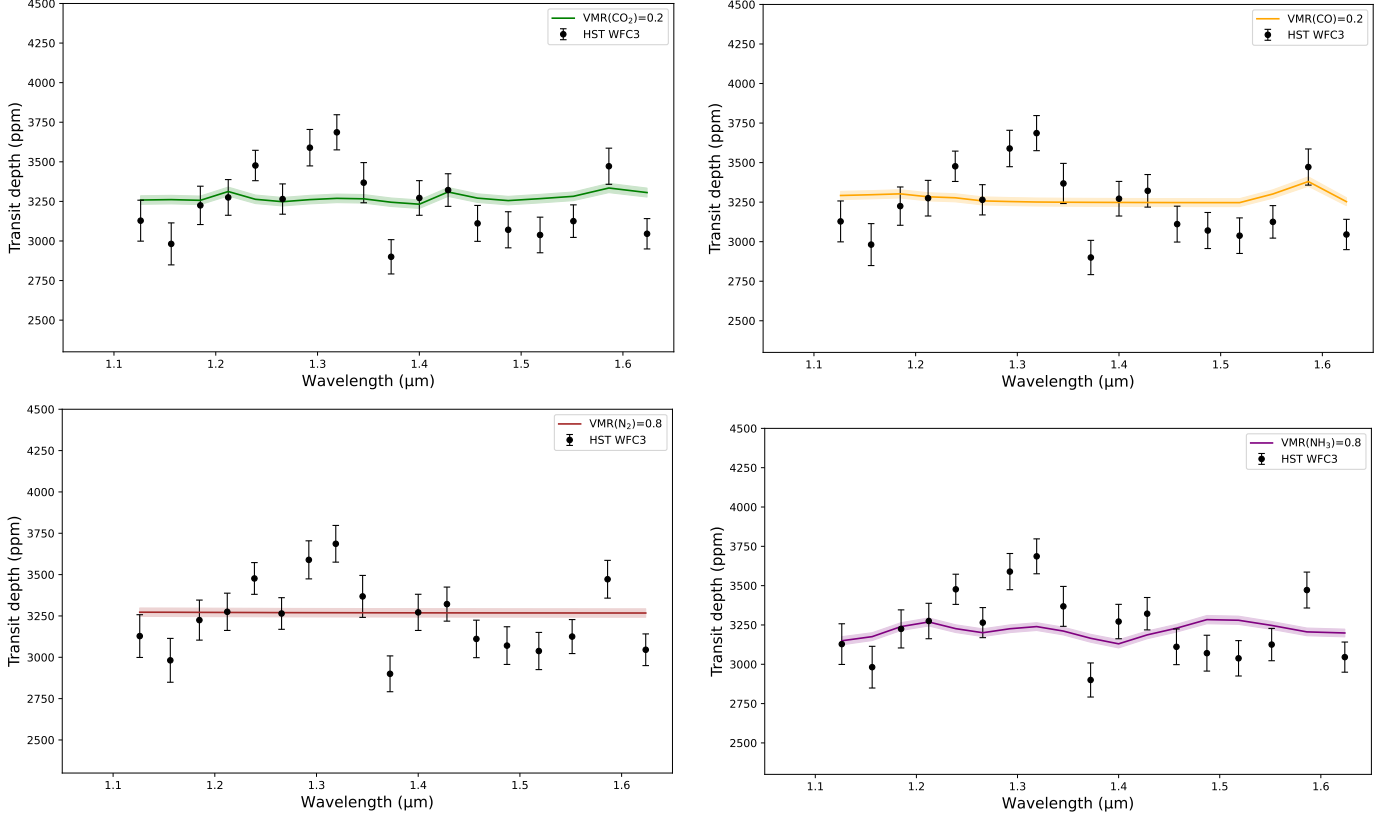 4500
4250
4000
3750
3500
3250
3000
2750
2500
Transit depth (ppm)
VMR(CO₂)=0.2
HST WFC3
1.1 1.2 1.3 1.4 1.5 1.6
Wavelength (μm)
4500
4250
4000
3750
3500
3250
3000
2750
2500
Transit depth (ppm)
VMR(CO)=0.2
HST WFC3
1.1 1.2 1.3 1.4 1.5 1.6
Wavelength (μm)
4500
4250
4000
3750
3500
3250
3000
2750
2500
Transit depth (ppm)
VMR(N₂)=0.8
HST WFC3
1.1 1.2 1.3 1.4 1.5 1.6
Wavelength (μm)
4500
4250
4000
3750
3500
3250
3000
2750
2500
Transit depth (ppm)
VMR(NH₃)=0.8
HST WFC3
1.1 1.2 1.3 1.4 1.5 1.6
Wavelength (μm)